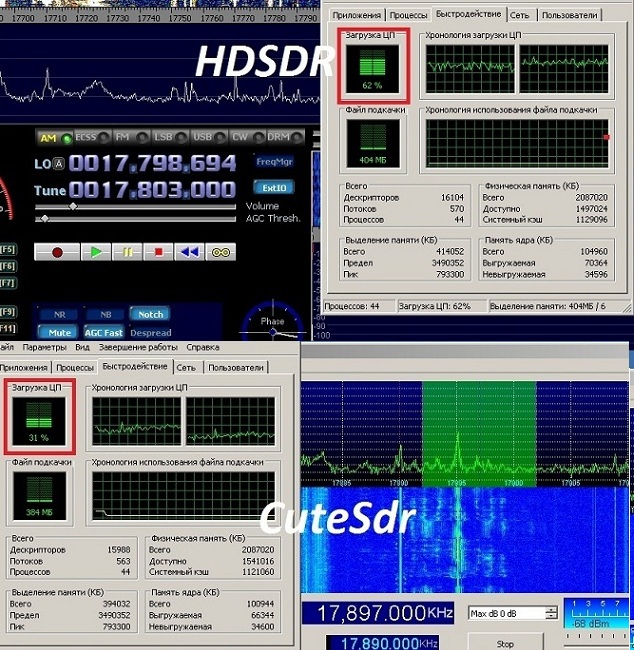 17710 17720 17730 17740 17750 17760 17770 17780 17790
HDSDR
AM ECSS FM LSB USB CW DRM
LO A 0017,798,694 FreqMgr
Tune 0017,803,000 ExtIO
Volume
AGC Thresh.
[F5]
[F6]
[F7]
[F9]
F11]
NR NB Notch
Mute AGC Fast Despread
Phase
Приложения Процессы Быстродействие Сеть Пользователи
Загрузка ЦП Хронология загрузки ЦП
62 %
Файл подкачки Хронология использования файла подкачки
404 МБ
Всего
Дескрипторов 16104
Потоков 570
Процессов 44
Физическая память (КБ)
Всего 2087020
Доступно 1497024
Системный кэш 1129096
Выделение памяти (КБ)
Всего 414052
Предел 3490352
Пик 793300
Память ядра (КБ)
Всего 104960
Выгружаемая 70364
Невыгружаемая 34596
Процессов: 44 Загрузка ЦП: 62% Выделение памяти: 404МБ / 6
-80
-90
-100
айл Параметры Вид Завершение работы Справка
Приложения Процессы Быстродействие Сеть Пользователи
Загрузка ЦП Хронология загрузки ЦП
31 %
Файл подкачки Хронология использования файла подкачки
384 МБ
Всего
Дескрипторов 15988
Потоков 563
Процессов 44
Физическая память (КБ)
Всего 2087020
Доступно 1541016
Системный кэш 1121060
Выделение памяти (КБ)
Всего 394032
Предел 3490352
Пик 793300
Память ядра (КБ)
Всего 100944
Выгружаемая 66344
Невыгружаемая 34600
CuteSdr
17,897.000KHz
Max dB 0 dB
1 3 5 7
-68 dBm
17,890.000KHz
Stop